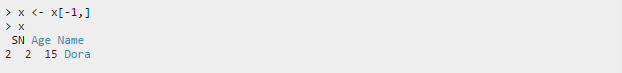 > x <- x[-1,]
> x
SN Age Name
2 2 15 Dora